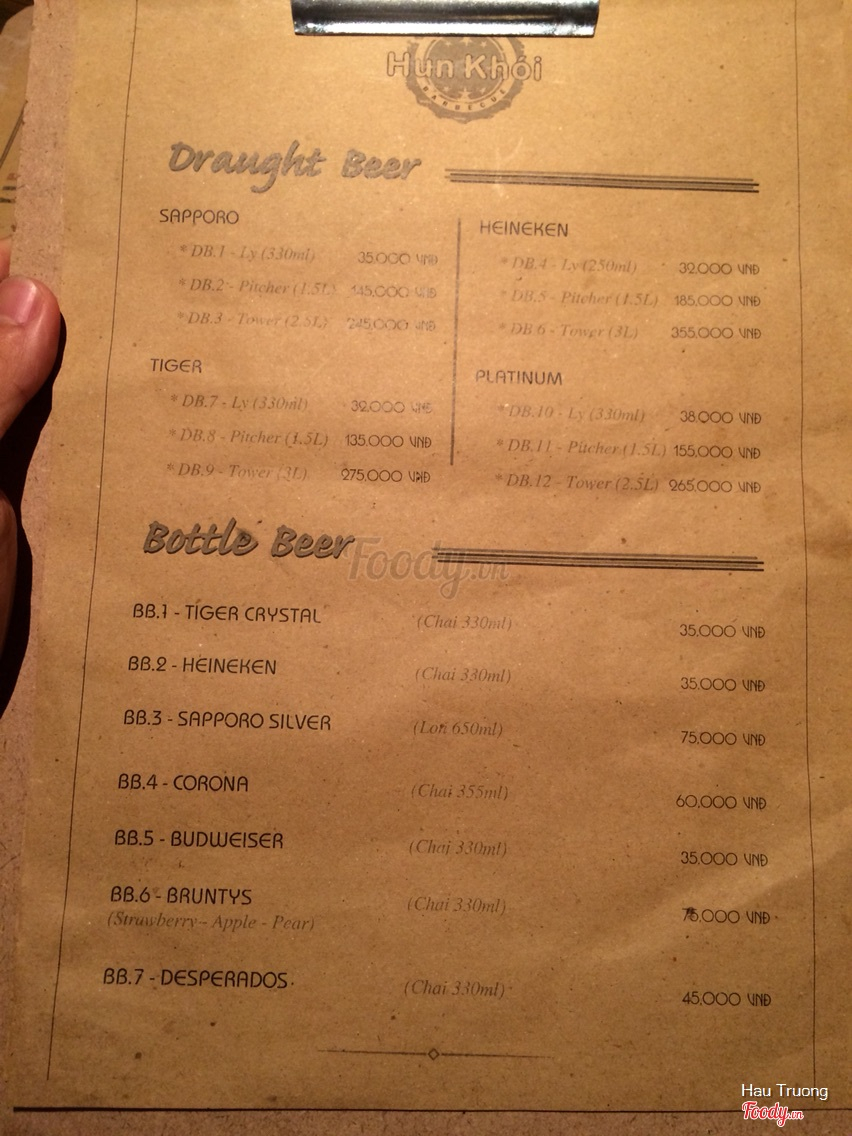 Hun Khói
BARBECUE
Draught Beer
SAPPORO
* DB.1 - Ly (330ml) 35.000 VNĐ
* DB.2 - Pitcher (1.5L) 145.000 VNĐ
* DB.3 - Tower (2.5L) 245.000 VNĐ
TIGER
* DB.7 - Ly (330ml) 32.000 VNĐ
* DB.8 - Pitcher (1.5L) 135.000 VNĐ
* DB.9 - Tower (3L) 275.000 VNĐ
HEINEKEN
* DB.4 - Ly (250ml) 32.000 VNĐ
* DB.5 - Pitcher (1.5L) 185.000 VNĐ
* DB.6 - Tower (3L) 355.000 VNĐ
PLATINUM
* DB.10 - Ly (330ml) 38.000 VNĐ
* DB.11 - Pitcher (1.5L) 155.000 VNĐ
* DB.12 - Tower (2.5L) 265.000 VNĐ
Bottle Beer
Foody.vn
BB.1 - TIGER CRYSTAL (Chai 330ml) 35.000 VNĐ
BB.2 - HEINEKEN (Chai 330ml) 35.000 VNĐ
BB.3 - SAPPORO SILVER (Lon 650ml) 75.000 VNĐ
BB.4 - CORONA (Chai 355ml) 60.000 VNĐ
BB.5 - BUDWEISER (Chai 330ml) 35.000 VNĐ
BB.6 - BRUNTYS (Chai 330ml) 75.000 VNĐ
(Strawberry - Apple - Pear)
BB.7 - DESPERADOS (Chai 330ml) 45.000 VNĐ
Hau Truong
Foody.vn